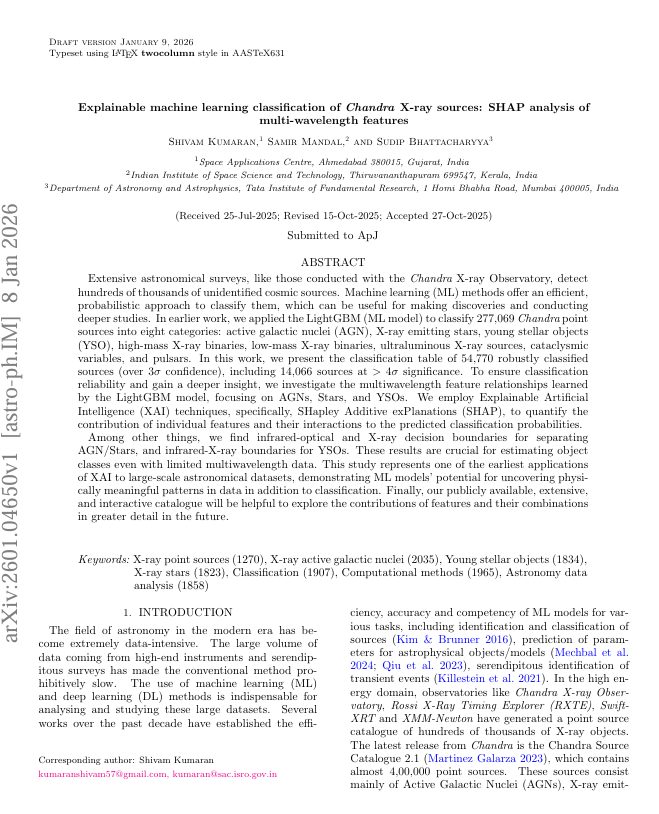 Draft version January 9, 2026
Typeset using LATEX twocolumn style in AASTeX631
Explainable machine learning classification of Chandra X-ray sources: SHAP analysis of
multi-wavelength features
Shivam Kumaran,1 Samir Mandal,2 and Sudip Bhattacharyya3
1Space Applications Centre, Ahmedabad 380015, Gujarat, India
2Indian Institute of Space Science and Technology, Thiruvananthapuram 699547, Kerala, India
3Department of Astronomy and Astrophysics, Tata Institute of Fundamental Research, 1 Homi Bhabha Road, Mumbai 400005, India
(Received 25-Jul-2025; Revised 15-Oct-2025; Accepted 27-Oct-2025)
Submitted to ApJ
ABSTRACT
Extensive astronomical surveys, like those conducted with the Chandra X-ray Observatory, detect
hundreds of thousands of unidentified cosmic sources. Machine learning (ML) methods offer an efficient,
probabilistic approach to classify them, which can be useful for making discoveries and conducting
deeper studies. In earlier work, we applied the LightGBM (ML model) to classify 277,069 Chandra point
sources into eight categories: active galactic nuclei (AGN), X-ray emitting stars, young stellar objects
(YSO), high-mass X-ray binaries, low-mass X-ray binaries, ultraluminous X-ray sources, cataclysmic
variables, and pulsars. In this work, we present the classification table of 54,770 robustly classified
sources (over 3σ confidence), including 14,066 sources at > 4σ significance. To ensure classification
reliability and gain a deeper insight, we investigate the multiwavelength feature relationships learned
by the LightGBM model, focusing on AGNs, Stars, and YSOs. We employ Explainable Artificial
Intelligence (XAI) techniques, specifically, SHapley Additive exPlanations (SHAP), to quantify the
contribution of individual features and their interactions to the predicted classification probabilities.
Among other things, we find infrared-optical and X-ray decision boundaries for separating
AGN/Stars, and infrared-X-ray boundaries for YSOs. These results are crucial for estimating object
classes even with limited multiwavelength data. This study represents one of the earliest applications
of XAI to large-scale astronomical datasets, demonstrating ML models' potential for uncovering physi-
cally meaningful patterns in data in addition to classification. Finally, our publicly available, extensive,
and interactive catalogue will be helpful to explore the contributions of features and their combinations
in greater detail in the future.
Keywords: X-ray point sources (1270), X-ray active galactic nuclei (2035), Young stellar objects (1834),
X-ray stars (1823), Classification (1907), Computational methods (1965), Astronomy data
analysis (1858)
1. INTRODUCTION
The field of astronomy in the modern era has be-
come extremely data-intensive. The large volume of
data coming from high-end instruments and serendip-
itous surveys has made the conventional method pro-
hibitively slow. The use of machine learning (ML)
and deep learning (DL) methods is indispensable for
analysing and studying these large datasets. Several
works over the past decade have established the effi-
Corresponding author: Shivam Kumaran
kumaranshivam57@gmail.com, kumaran@sac.isro.gov.in
ciency, accuracy and competency of ML models for var-
ious tasks, including identification and classification of
sources (Kim & Brunner 2016), prediction of param-
eters for astrophysical objects/models (Mechbal et al.
2024; Qiu et al. 2023), serendipitous identification of
transient events (Killestein et al. 2021). In the high en-
ergy domain, observatories like Chandra X-ray Obser-
vatory, Rossi X-Ray Timing Explorer (RXTE), Swift-
XRT and XMM-Newton have generated a point source
catalogue of hundreds of thousands of X-ray objects.
The latest release from Chandra is the Chandra Source
Catalogue 2.1 (Martinez Galarza 2023), which contains
almost 4,00,000 point sources. These sources consist
mainly of Active Galactic Nuclei (AGNs), X-ray emit-
arXiv:2601.04650v1 [astro-ph.IM] 8 Jan 2026